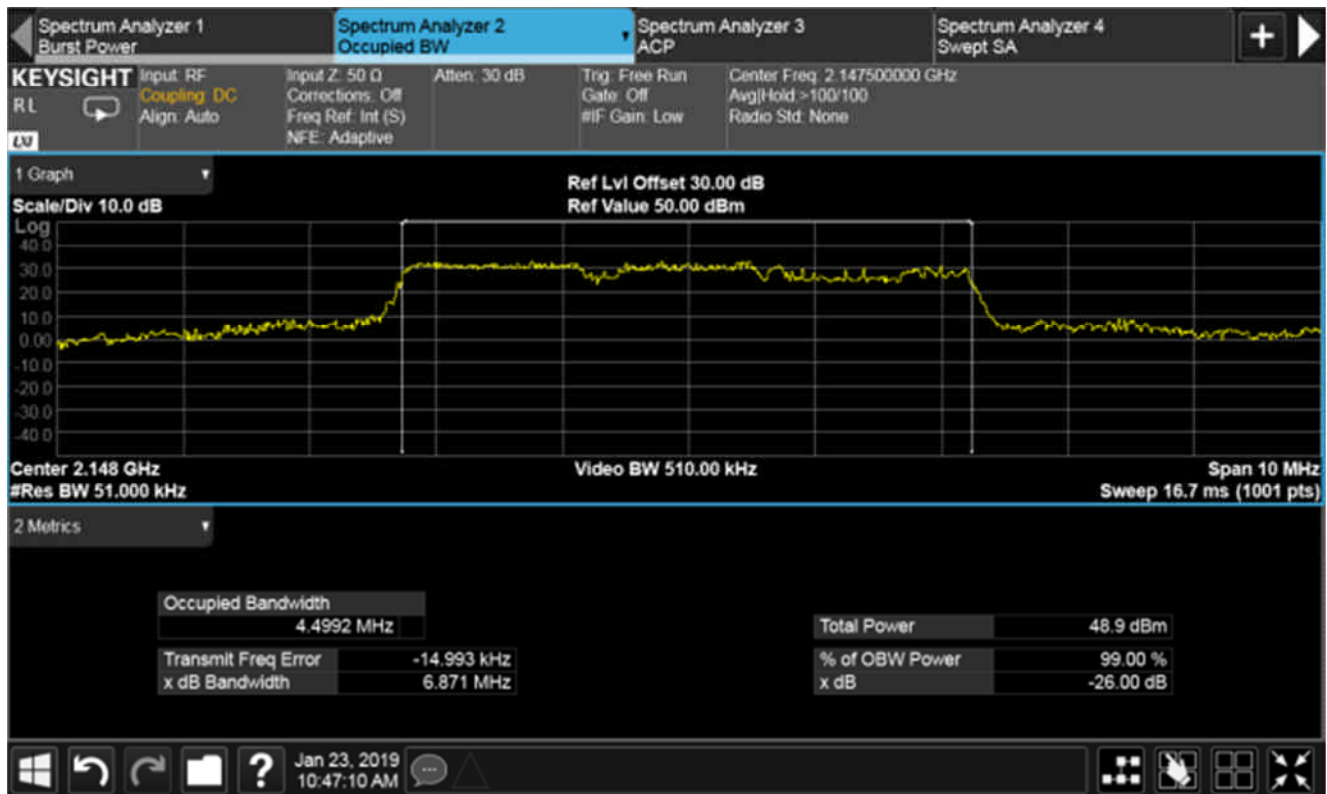 Spectrum Analyzer 1
Burst Power
Spectrum Analyzer 2
Occupied BW
Spectrum Analyzer 3
ACP
Spectrum Analyzer 4
Swept SA
+
KEYSIGHT
RL
LXI
Input: RF
Coupling: DC
Align: Auto
Input Z: 50 Ω
Corrections: Off
Freq Ref: Int (S)
NFE: Adaptive
Atten: 30 dB
Trig: Free Run
Gate: Off
#IF Gain: Low
Center Freq: 2.147500000 GHz
Avg|Hold:>100/100
Radio Std: None
1 Graph
Scale/Div 10.0 dB
Ref Lvl Offset 30.00 dB
Ref Value 50.00 dBm
Log
40.0
30.0
20.0
10.0
0.00
-10.0
-20.0
-30.0
-40.0
Center 2.148 GHz
#Res BW 51.000 kHz
Video BW 510.00 kHz
Span 10 MHz
Sweep 16.7 ms (1001 pts)
2 Metrics
Occupied Bandwidth
4.4992 MHz
Transmit Freq Error -14.993 kHz
x dB Bandwidth 6.871 MHz
Total Power 48.9 dBm
% of OBW Power 99.00 %
x dB -26.00 dB
?
Jan 23, 2019
10:47:10 AM